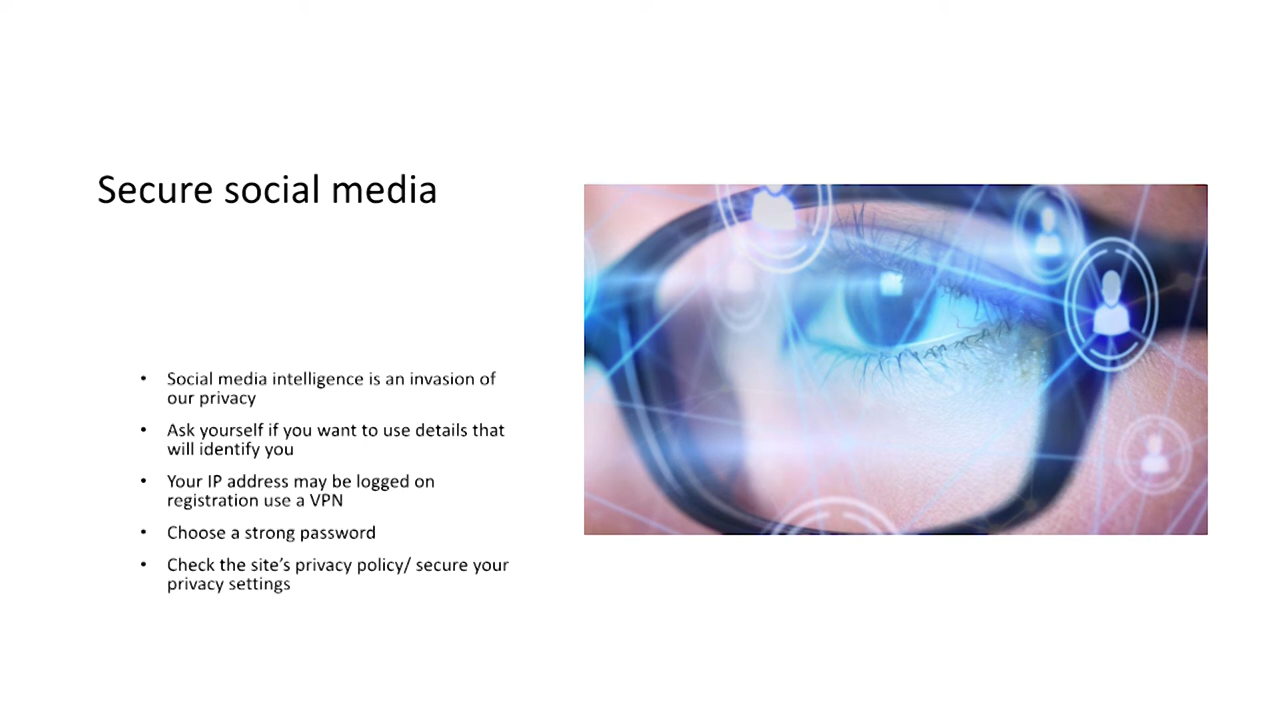 Secure social media
• Social media intelligence is an invasion of
our privacy
• Ask yourself if you want to use details that
will identify you
• Your IP address may be logged on
registration use a VPN
• Choose a strong password
• Check the site’s privacy policy/ secure your
privacy settings